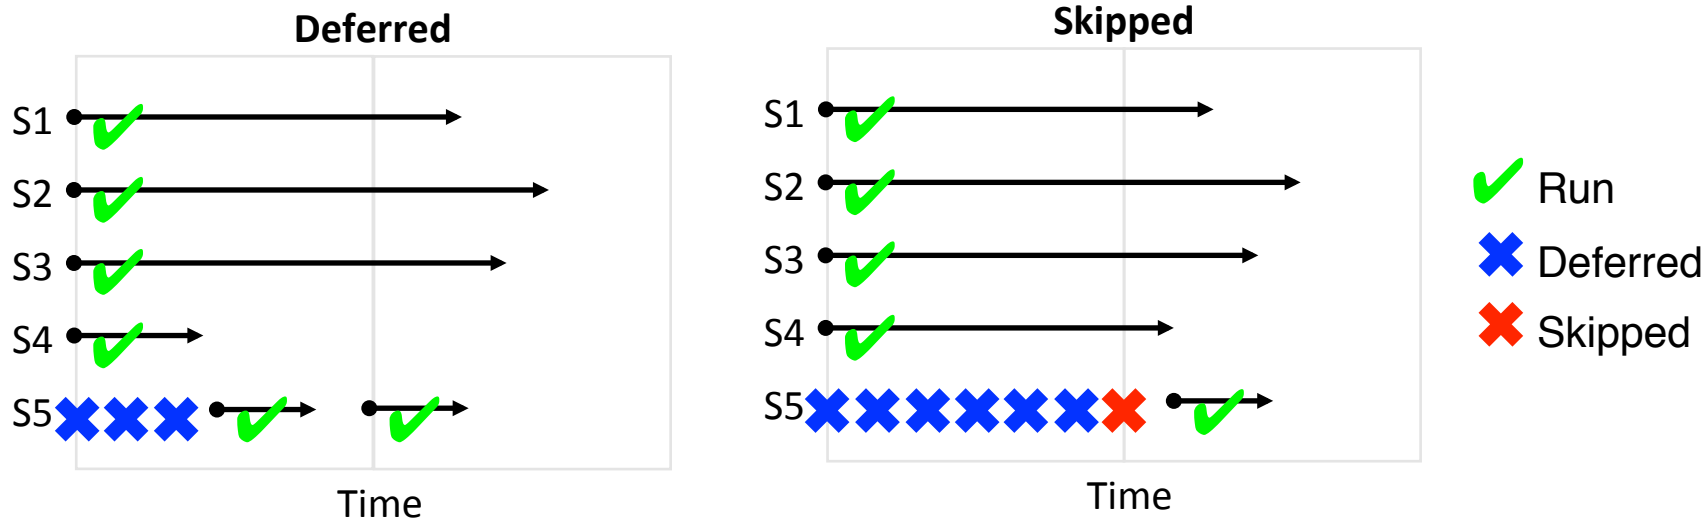 Deferred
S1
S2
S3
S4
S5
Time
Skipped
S1
S2
S3
S4
S5
Time
Run
Deferred
Skipped